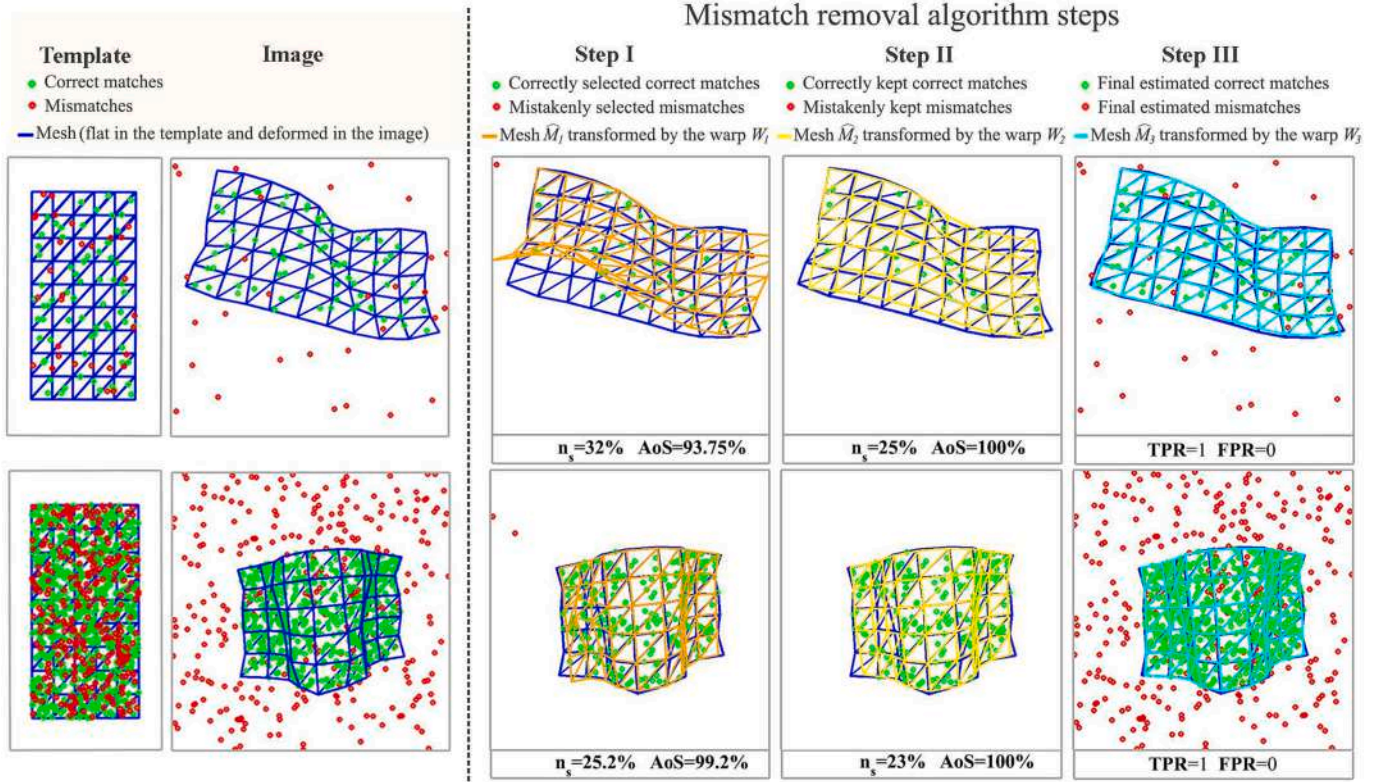 Mismatch removal algorithm steps
Template
Image
Correct matches
Mismatches
Mesh (flat in the template and deformed in the image)
Step I
Correctly selected correct matches
Mistakenly selected mismatches
Mesh M̂₁ transformed by the warp W₁
Step II
Correctly kept correct matches
Mistakenly kept mismatches
Mesh M̂₂ transformed by the warp W₂
Step III
Final estimated correct matches
Final estimated mismatches
Mesh M̂₃ transformed by the warp W₃
nₛ=32% AoS=93.75%
nₛ=25% AoS=100%
TPR=1 FPR=0
nₛ=25.2% AoS=99.2%
nₛ=23% AoS=100%
TPR=1 FPR=0